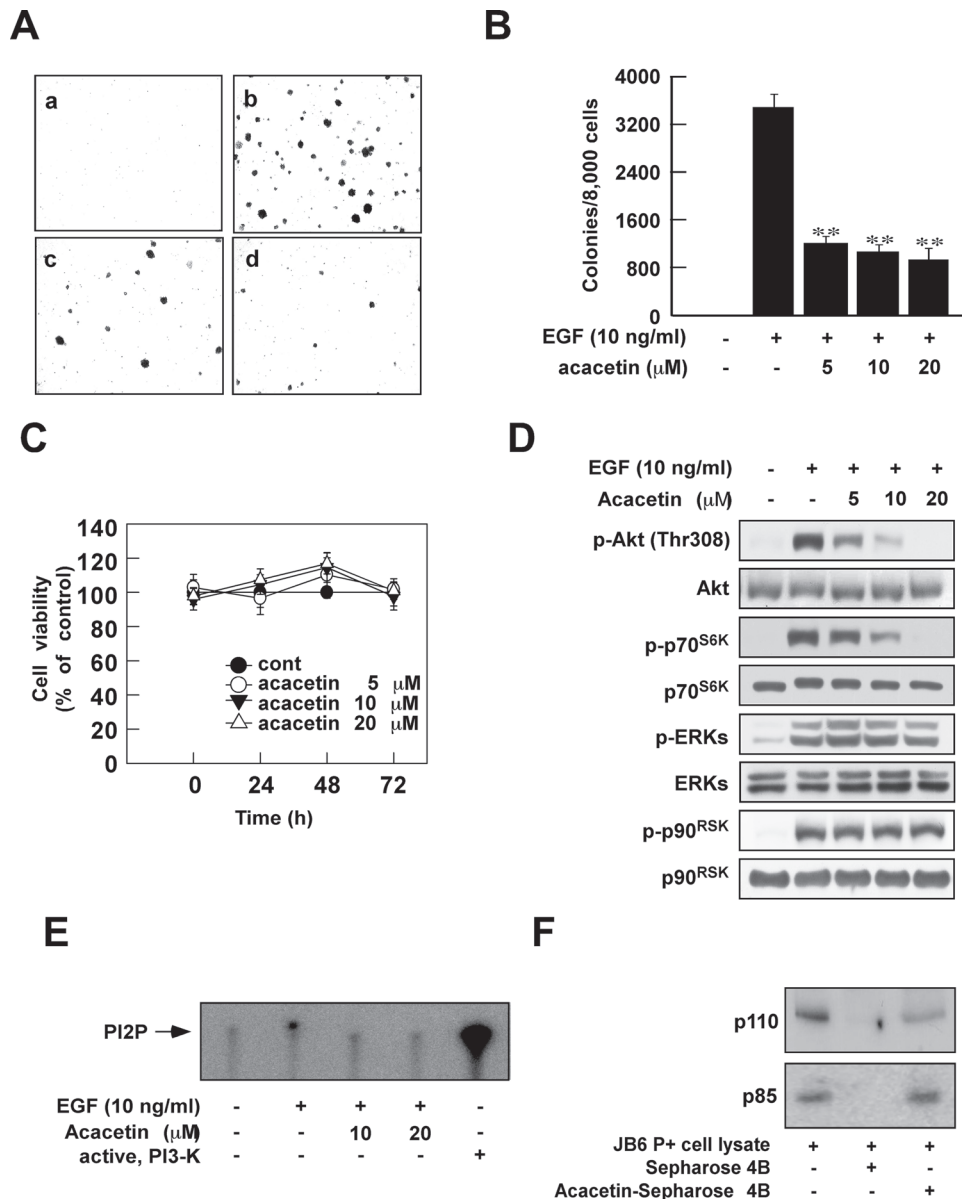 A
a
b
c
d
B
4000
3200
2400
1600
800
0
Colonies/8,000 cells
** ** **
EGF (10 ng/ml) - + + + +
acacetin (μM) - - 5 10 20
C
140
120
100
80
60
40
20
0
Cell viability
(% of control)
cont
acacetin 5 μM
acacetin 10 μM
acacetin 20 μM
0 24 48 72
Time (h)
D
EGF (10 ng/ml) - + + + +
Acacetin (μM) - - 5 10 20
p-Akt (Thr308)
Akt
p-p70S6K
p70S6K
p-ERKs
ERKs
p-p90RSK
p90RSK
E
PI2P
EGF (10 ng/ml) - + + + -
Acacetin (μM) - - 10 20 -
active, PI3-K - - - - +
F
p110
p85
JB6 P+ cell lysate + + +
Sepharose 4B - + -
Acacetin-Sepharose 4B - - +